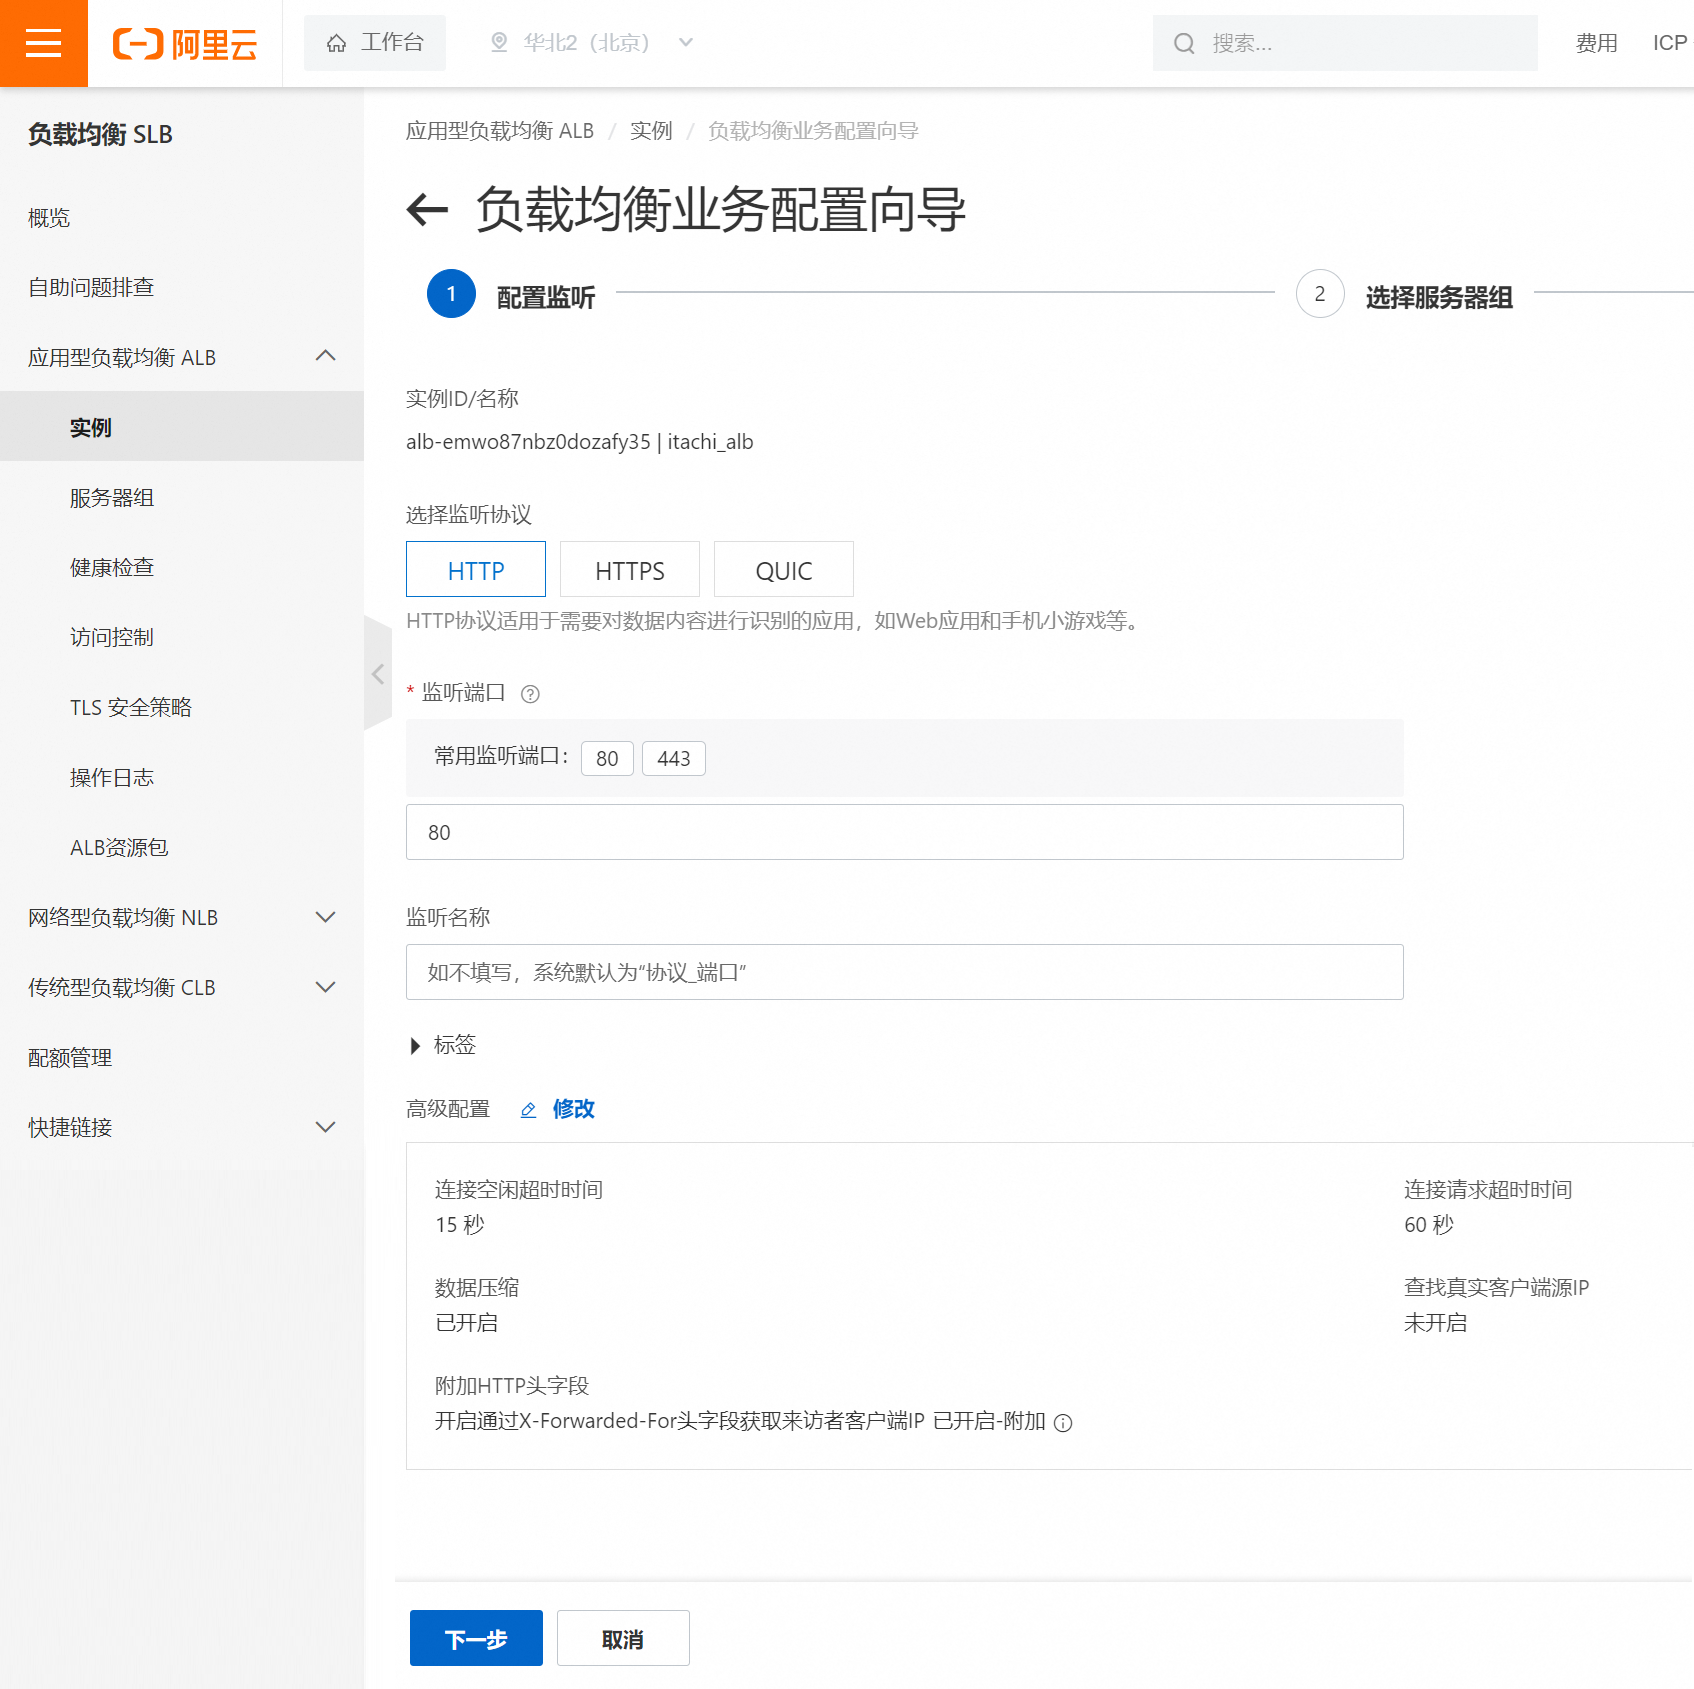 阿里云
工作台
华北2（北京）
搜索...
费用
ICP
负载均衡 SLB
概览
自助问题排查
应用型负载均衡 ALB
实例
服务器组
健康检查
访问控制
TLS 安全策略
操作日志
ALB资源包
网络型负载均衡 NLB
传统型负载均衡 CLB
配额管理
快捷链接
应用型负载均衡 ALB / 实例 / 负载均衡业务配置向导
负载均衡业务配置向导
1 配置监听
2 选择服务器组
实例ID/名称
alb-emwo87nbz0dozafy35 | itachi_alb
选择监听协议
HTTP HTTPS QUIC
HTTP协议适用于需要对数据内容进行识别的应用，如Web应用和手机小游戏等。
* 监听端口
常用监听端口： 80 443
80
监听名称
如不填写，系统默认为“协议_端口”
标签
高级配置 修改
连接空闲超时时间
15 秒
连接请求超时时间
60 秒
数据压缩
已开启
查找真实客户端源IP
未开启
附加HTTP头字段
开启通过X-Forwarded-For头字段获取来访者客户端IP 已开启-附加
下一步 取消